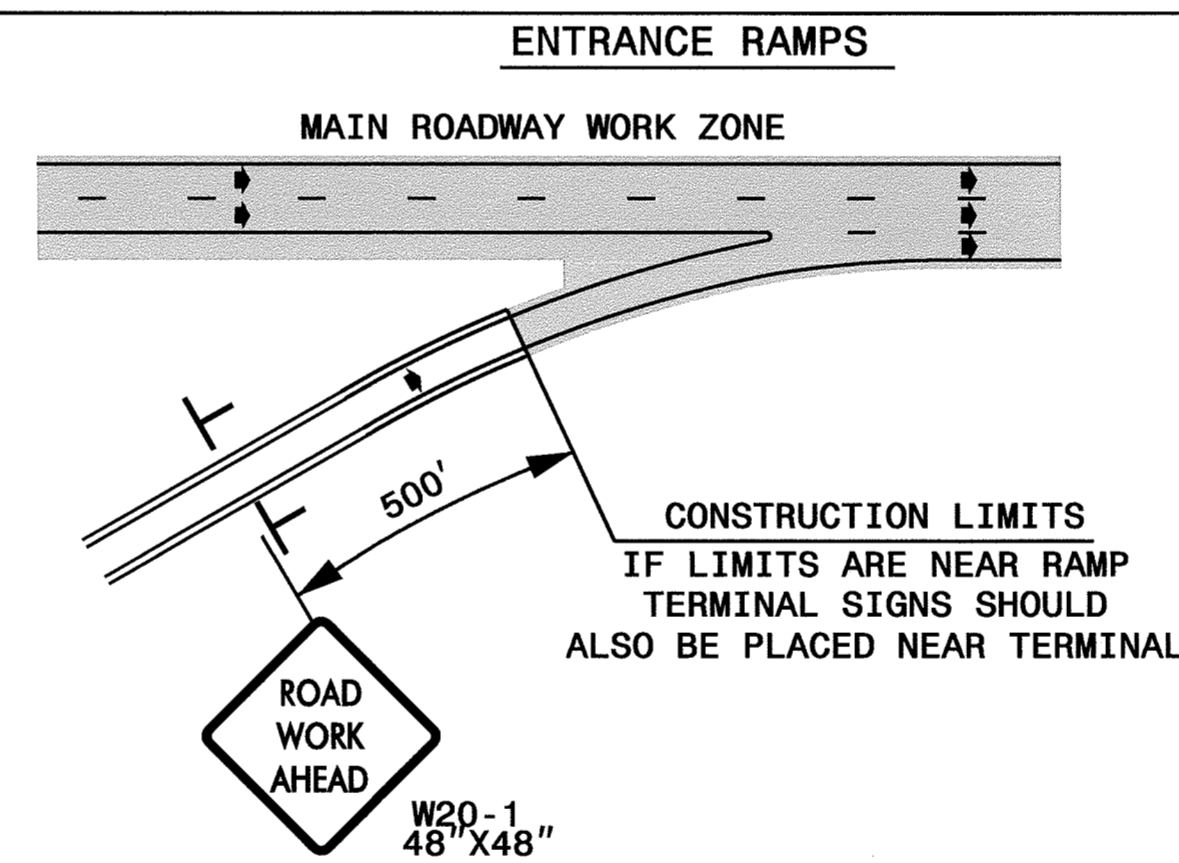 ENTRANCE RAMPS
MAIN ROADWAY WORK ZONE
500'
CONSTRUCTION LIMITS
IF LIMITS ARE NEAR RAMP
TERMINAL SIGNS SHOULD
ALSO BE PLACED NEAR TERMINAL
ROAD
WORK
AHEAD
W20-1
48"X48"